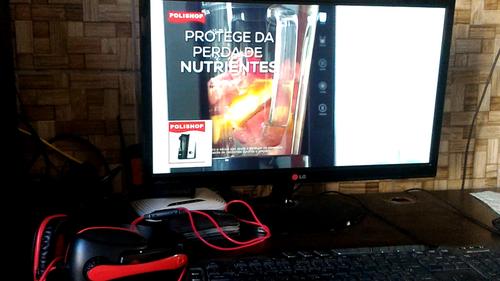 POLISHOP
PROTEGE DA
PERDA DE
NUTRIENTES
POLISHOP
LG